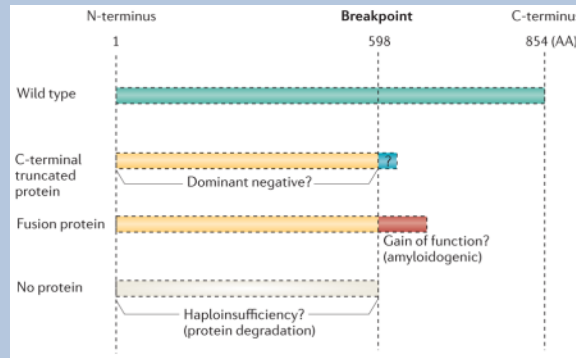 N-terminus Breakpoint C-terminus
1 598 854 (AA)
Wild type
C-terminal
truncated
protein
?
Dominant negative?
Fusion protein
Gain of function?
(amyloidogenic)
No protein
Haploinsufficiency?
(protein degradation)